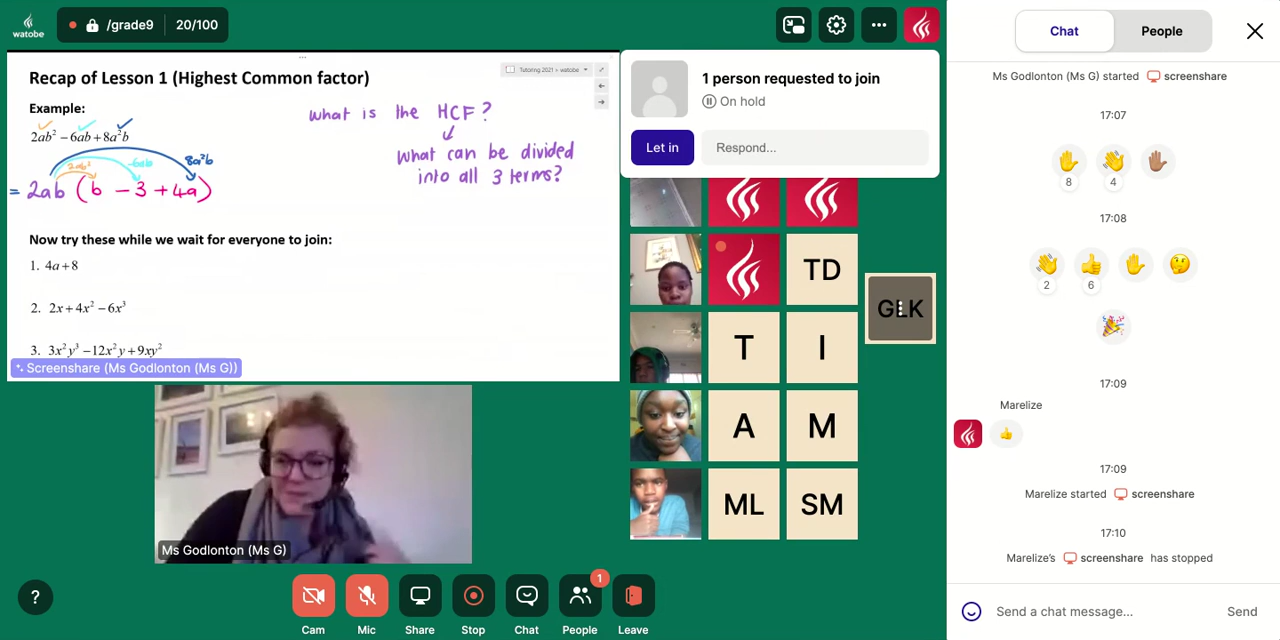 watobe
/grade9
20/100
Recap of Lesson 1 (Highest Common factor)
Tutoring 2021 > watobe
Example:
2ab² − 6ab + 8a²b
2ab²
-6ab
8a²b
= 2ab (b - 3 + 4a)
What is the HCF?
What can be divided
into all 3 terms?
Now try these while we wait for everyone to join:
1. 4a + 8
2. 2x + 4x² − 6x³
3. 3x²y³ − 12x²y + 9xy²
Screenshare (Ms Godlonton (Ms G))
Ms Godlonton (Ms G)
1 person requested to join
On hold
Let in
Respond...
TD
GLK
T
I
A
M
ML
SM
?
Cam
Mic
Share
Stop
Chat
1
People
Leave
Chat
People
Ms Godlonton (Ms G) started screenshare
17:07
8
4
17:08
2
6
17:09
Marelize
17:09
Marelize started screenshare
17:10
Marelize's screenshare has stopped
Send a chat message...
Send